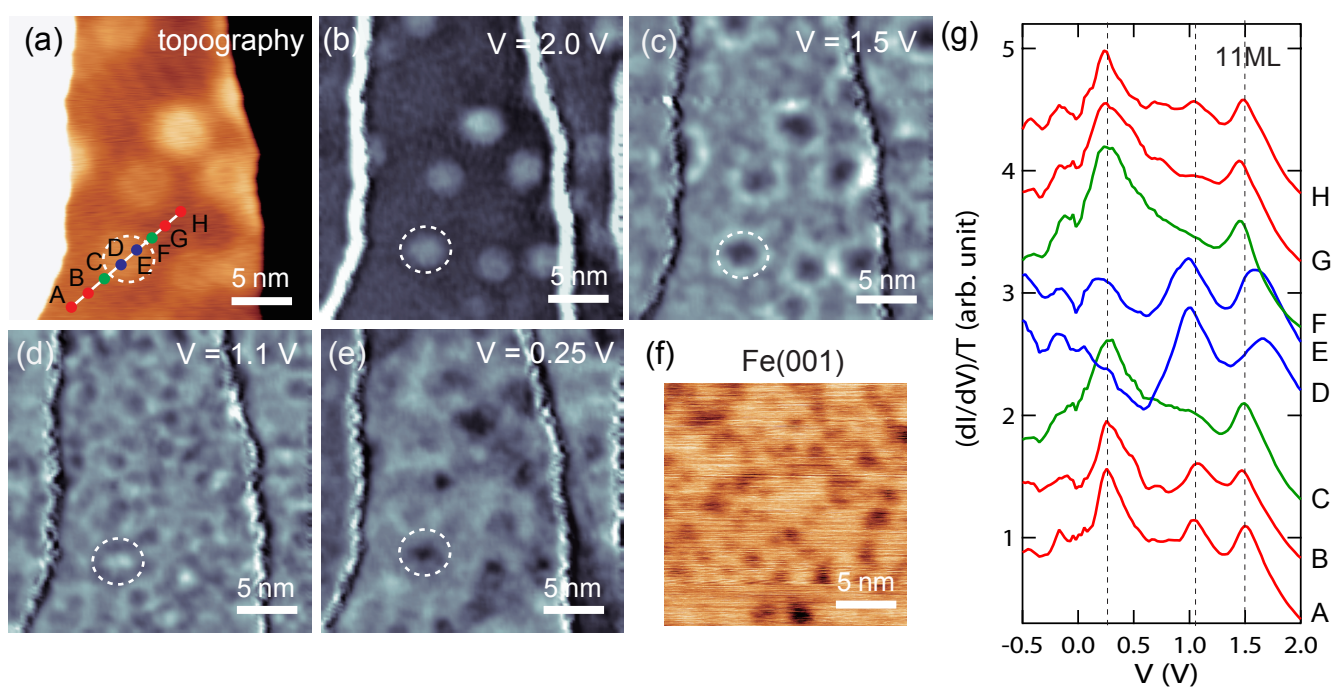 (a)
topography
A
B
C
D
E
F
G
H
5 nm
(b)
V = 2.0 V
5 nm
(c)
V = 1.5 V
5 nm
(d)
V = 1.1 V
5 nm
(e)
V = 0.25 V
5 nm
(f)
Fe(001)
5 nm
(g)
11ML
(dI/dV)/T (arb. unit)
5
4
3
2
1
H
G
F
E
D
C
B
A
-0.5 0.0 0.5 1.0 1.5 2.0
V (V)